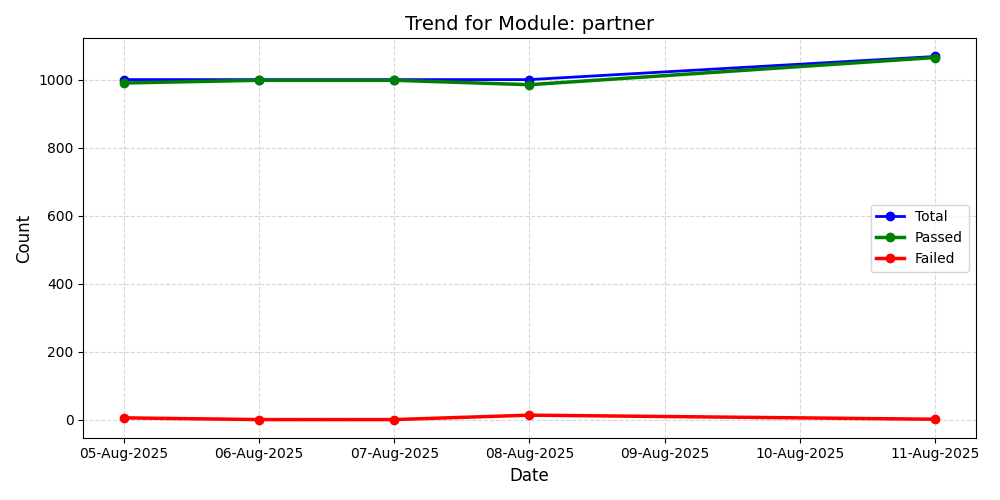 Trend for Module: partner
Count
1000
800
600
400
200
0
Total
Passed
Failed
05-Aug-2025 06-Aug-2025 07-Aug-2025 08-Aug-2025 09-Aug-2025 10-Aug-2025 11-Aug-2025
Date